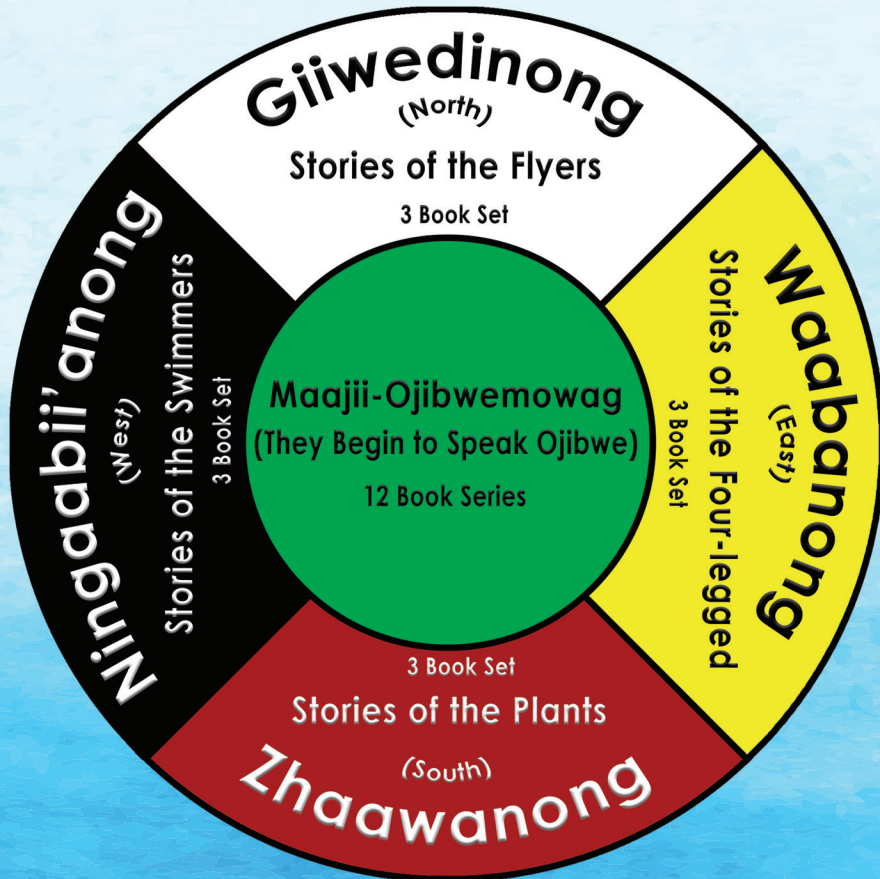 Giiwedinong
(North)
Stories of the Flyers
3 Book Set
Waabanong
(East)
Stories of the Four-legged
3 Book Set
Maajii-Ojibwemowag
(They Begin to Speak Ojibwe)
12 Book Series
3 Book Set
Stories of the Plants
(South)
Zhaawanong
Ningaabii'anong
(West)
Stories of the Swimmers
3 Book Set